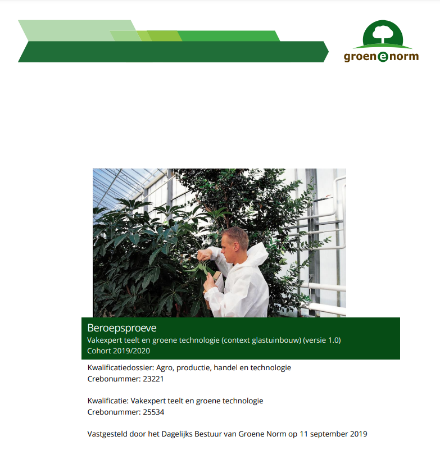 groenenorm
Beroepsproeve
Vakexpert teelt en groene technologie (context glastuinbouw) (versie 1.0)
Cohort 2019/2020
Kwalificatiedossier: Agro, productie, handel en technologie
Crebonummer: 23221
Kwalificatie: Vakexpert teelt en groene technologie
Crebonummer: 25534
Vastgesteld door het Dagelijks Bestuur van Groene Norm op 11 september 2019